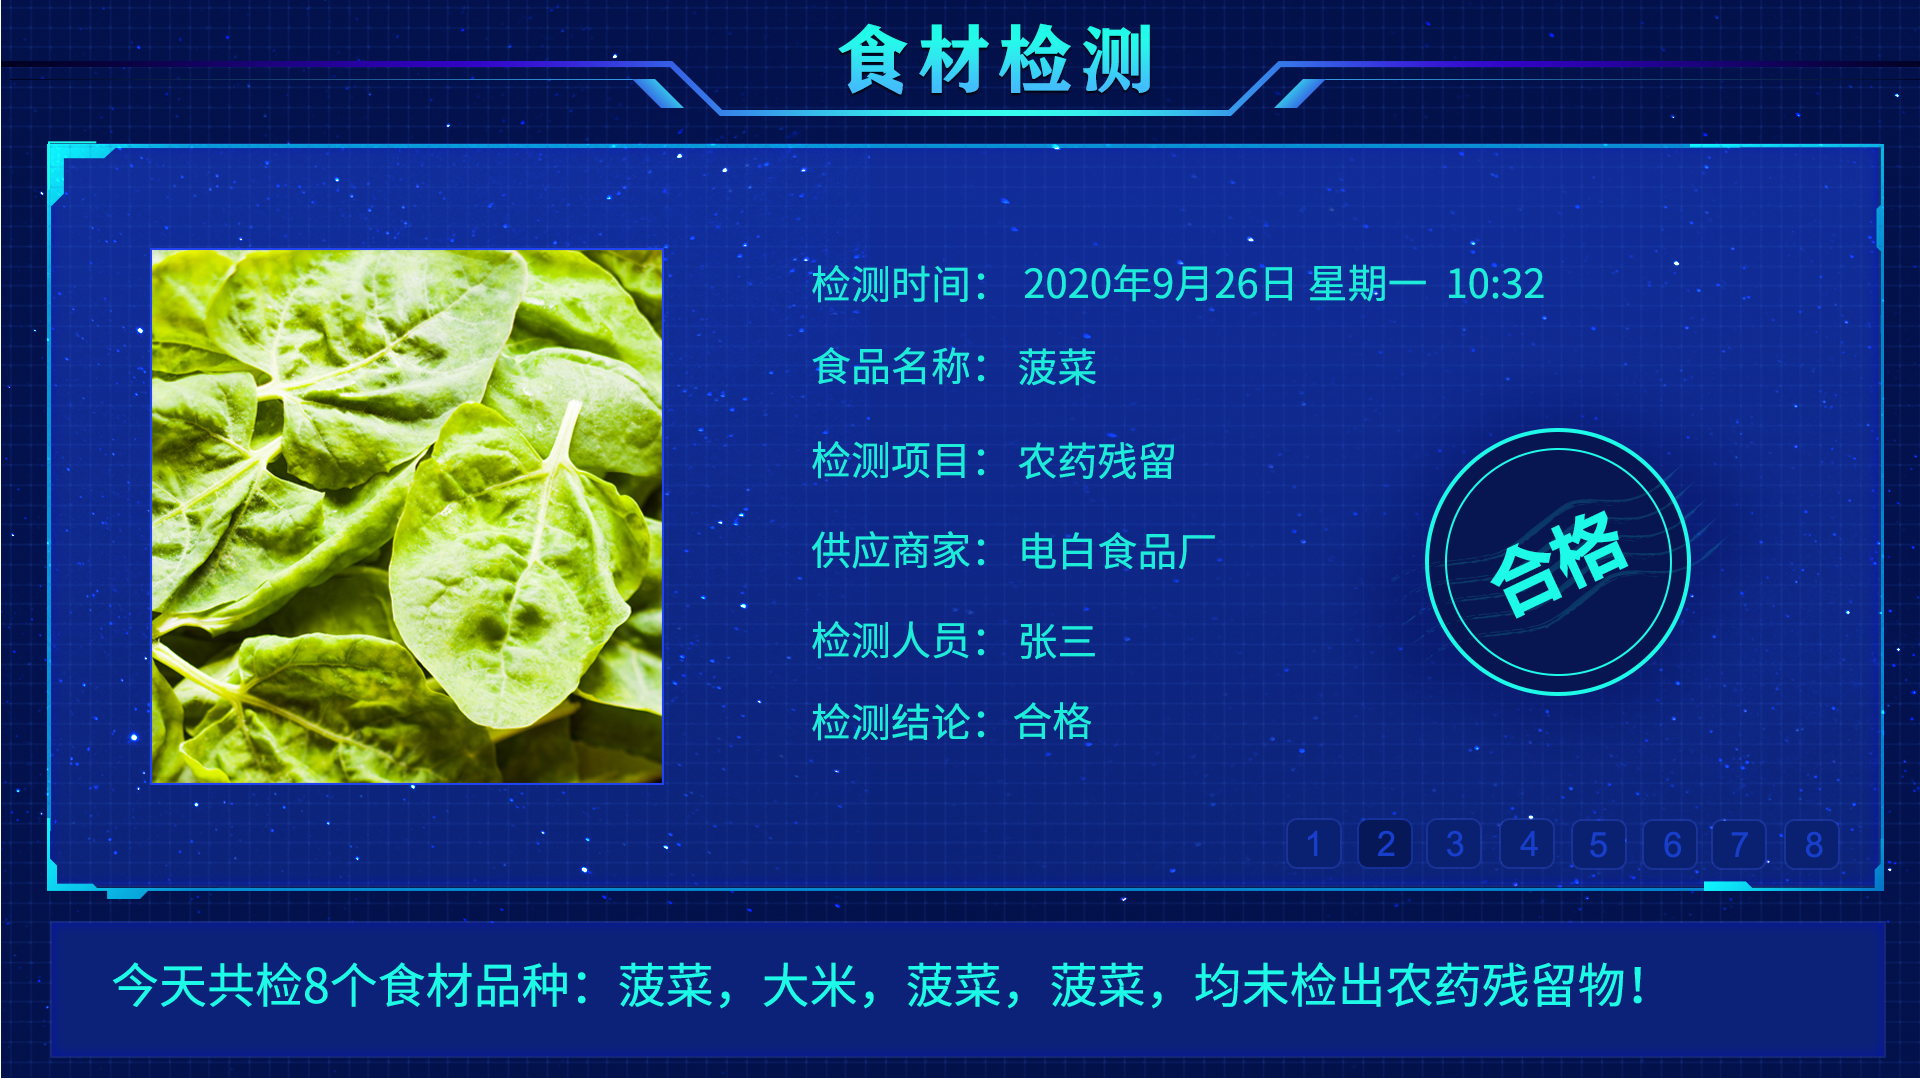 食材检测
检测时间： 2020年9月26日 星期一 10:32
食品名称： 菠菜
检测项目： 农药残留
供应商家： 电白食品厂
检测人员： 张三
检测结论： 合格
合格
1 2 3 4 5 6 7 8
今天共检8个食材品种：菠菜，大米，菠菜，菠菜，均未检出农药残留物！